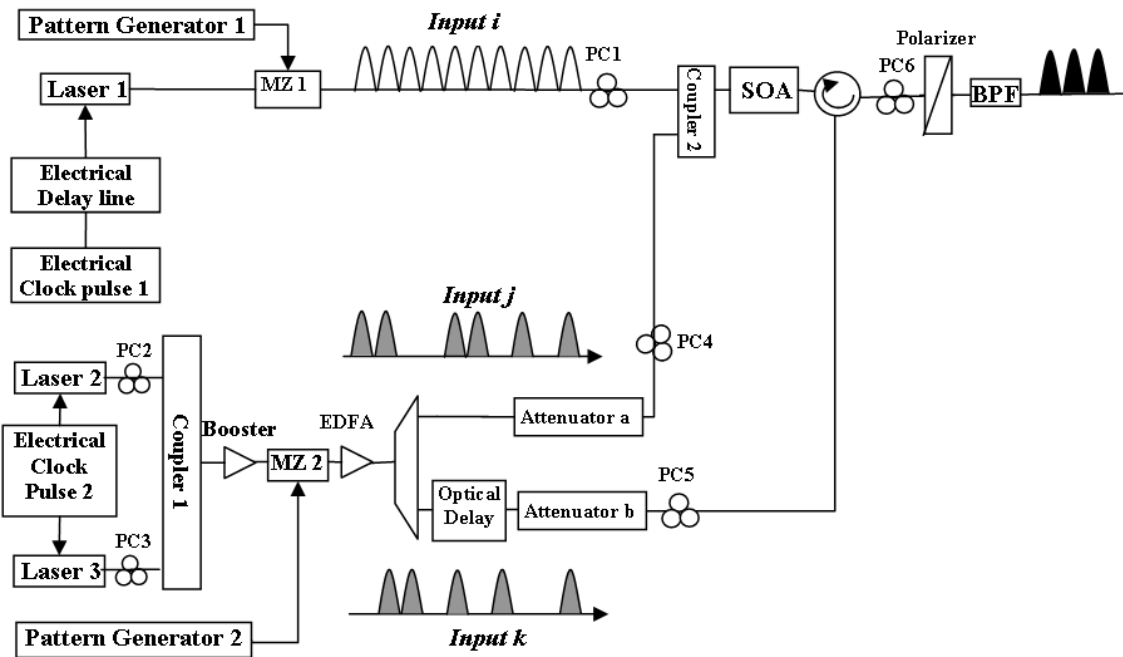 Pattern Generator 1
Input i
Polarizer
PC1
PC6
Laser 1
MZ 1
Coupler 2
SOA
BPF
Electrical
Delay line
Electrical
Clock pulse 1
Input j
PC4
PC2
Laser 2
Coupler 1
Booster
EDFA
Attenuator a
Electrical
Clock
Pulse 2
MZ 2
PC5
Optical
Delay
Attenuator b
PC3
Laser 3
Pattern Generator 2
Input k